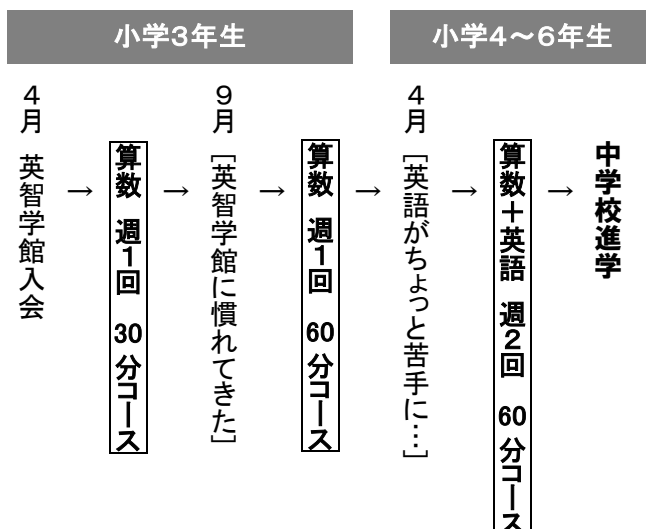 小学3年生
小学4〜6年生
4月 英智学館入会
→
算数 週1回 30分コース
→
9月 [英智学館に慣れてきた]
→
算数 週1回 60分コース
→
4月 [英語がちょっと苦手に…]
→
算数＋英語 週2回 60分コース
→
中学校進学